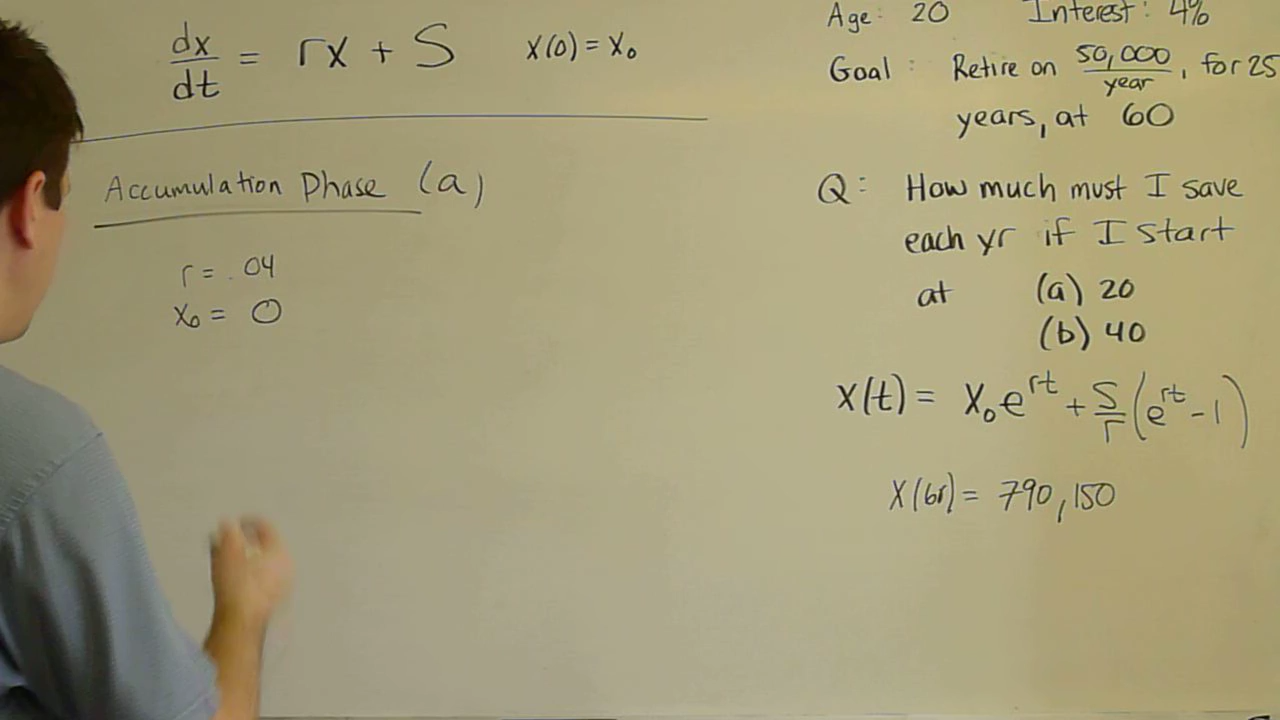 dx/dt = rx + S   x(0) = x₀
Accumulation Phase (a)
r = .04
x₀ = 0
Age: 20   Interest: 4%
Goal: Retire on 50,000/year, for 25
years, at 60
Q: How much must I save
each yr if I start
at (a) 20
(b) 40
x(t) = x₀e^rt + S/r (e^rt - 1)
x(br) = 790,150